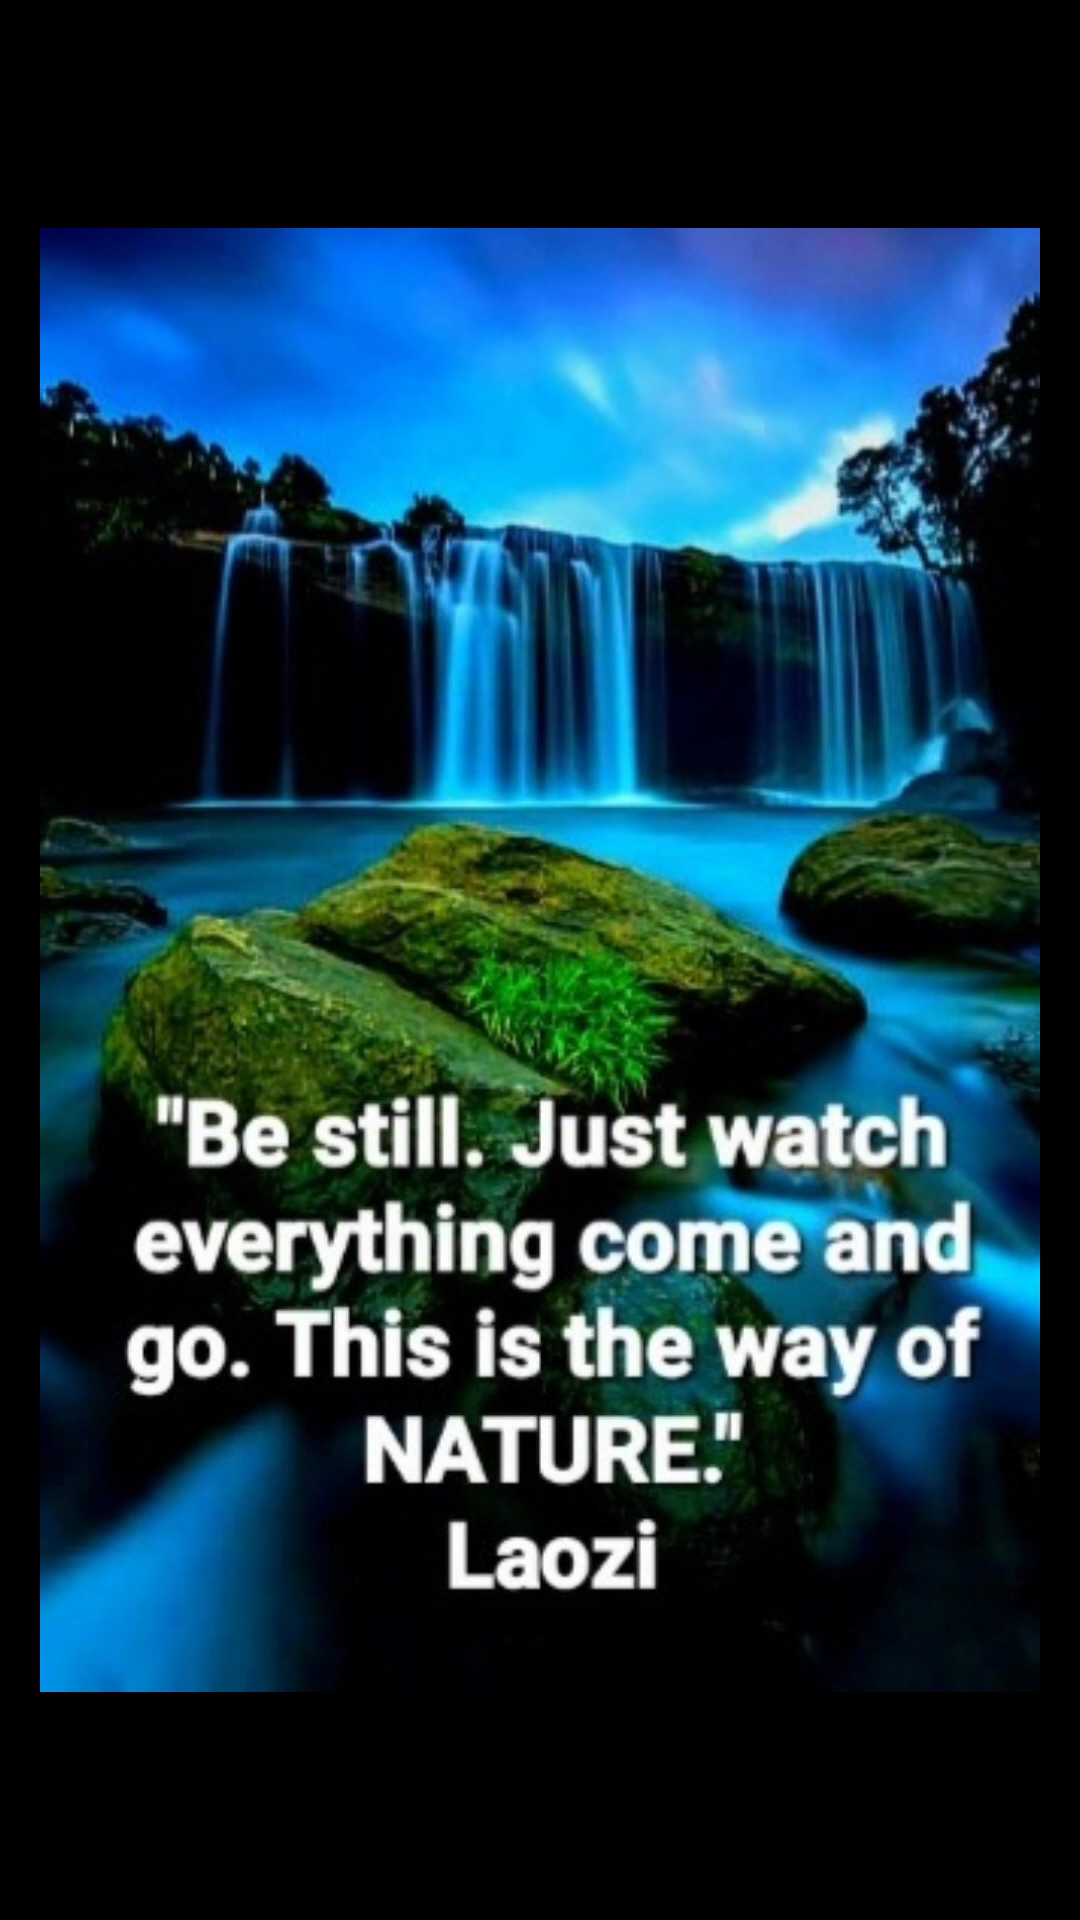 "Be still. Just watch
everything come and
go. This is the way of
NATURE."
Laozi